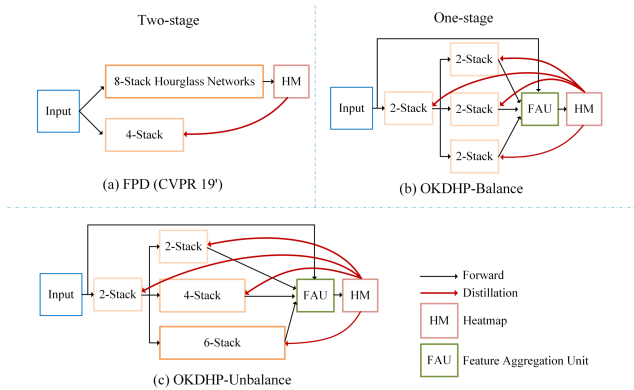 Two-stage
One-stage
8-Stack Hourglass Networks
HM
Input
4-Stack
(a) FPD (CVPR 19')
2-Stack
Input
2-Stack
2-Stack
FAU
HM
2-Stack
(b) OKDHP-Balance
2-Stack
Input
2-Stack
4-Stack
FAU
HM
6-Stack
(c) OKDHP-Unbalance
Forward
Distillation
HM
Heatmap
FAU
Feature Aggregation Unit